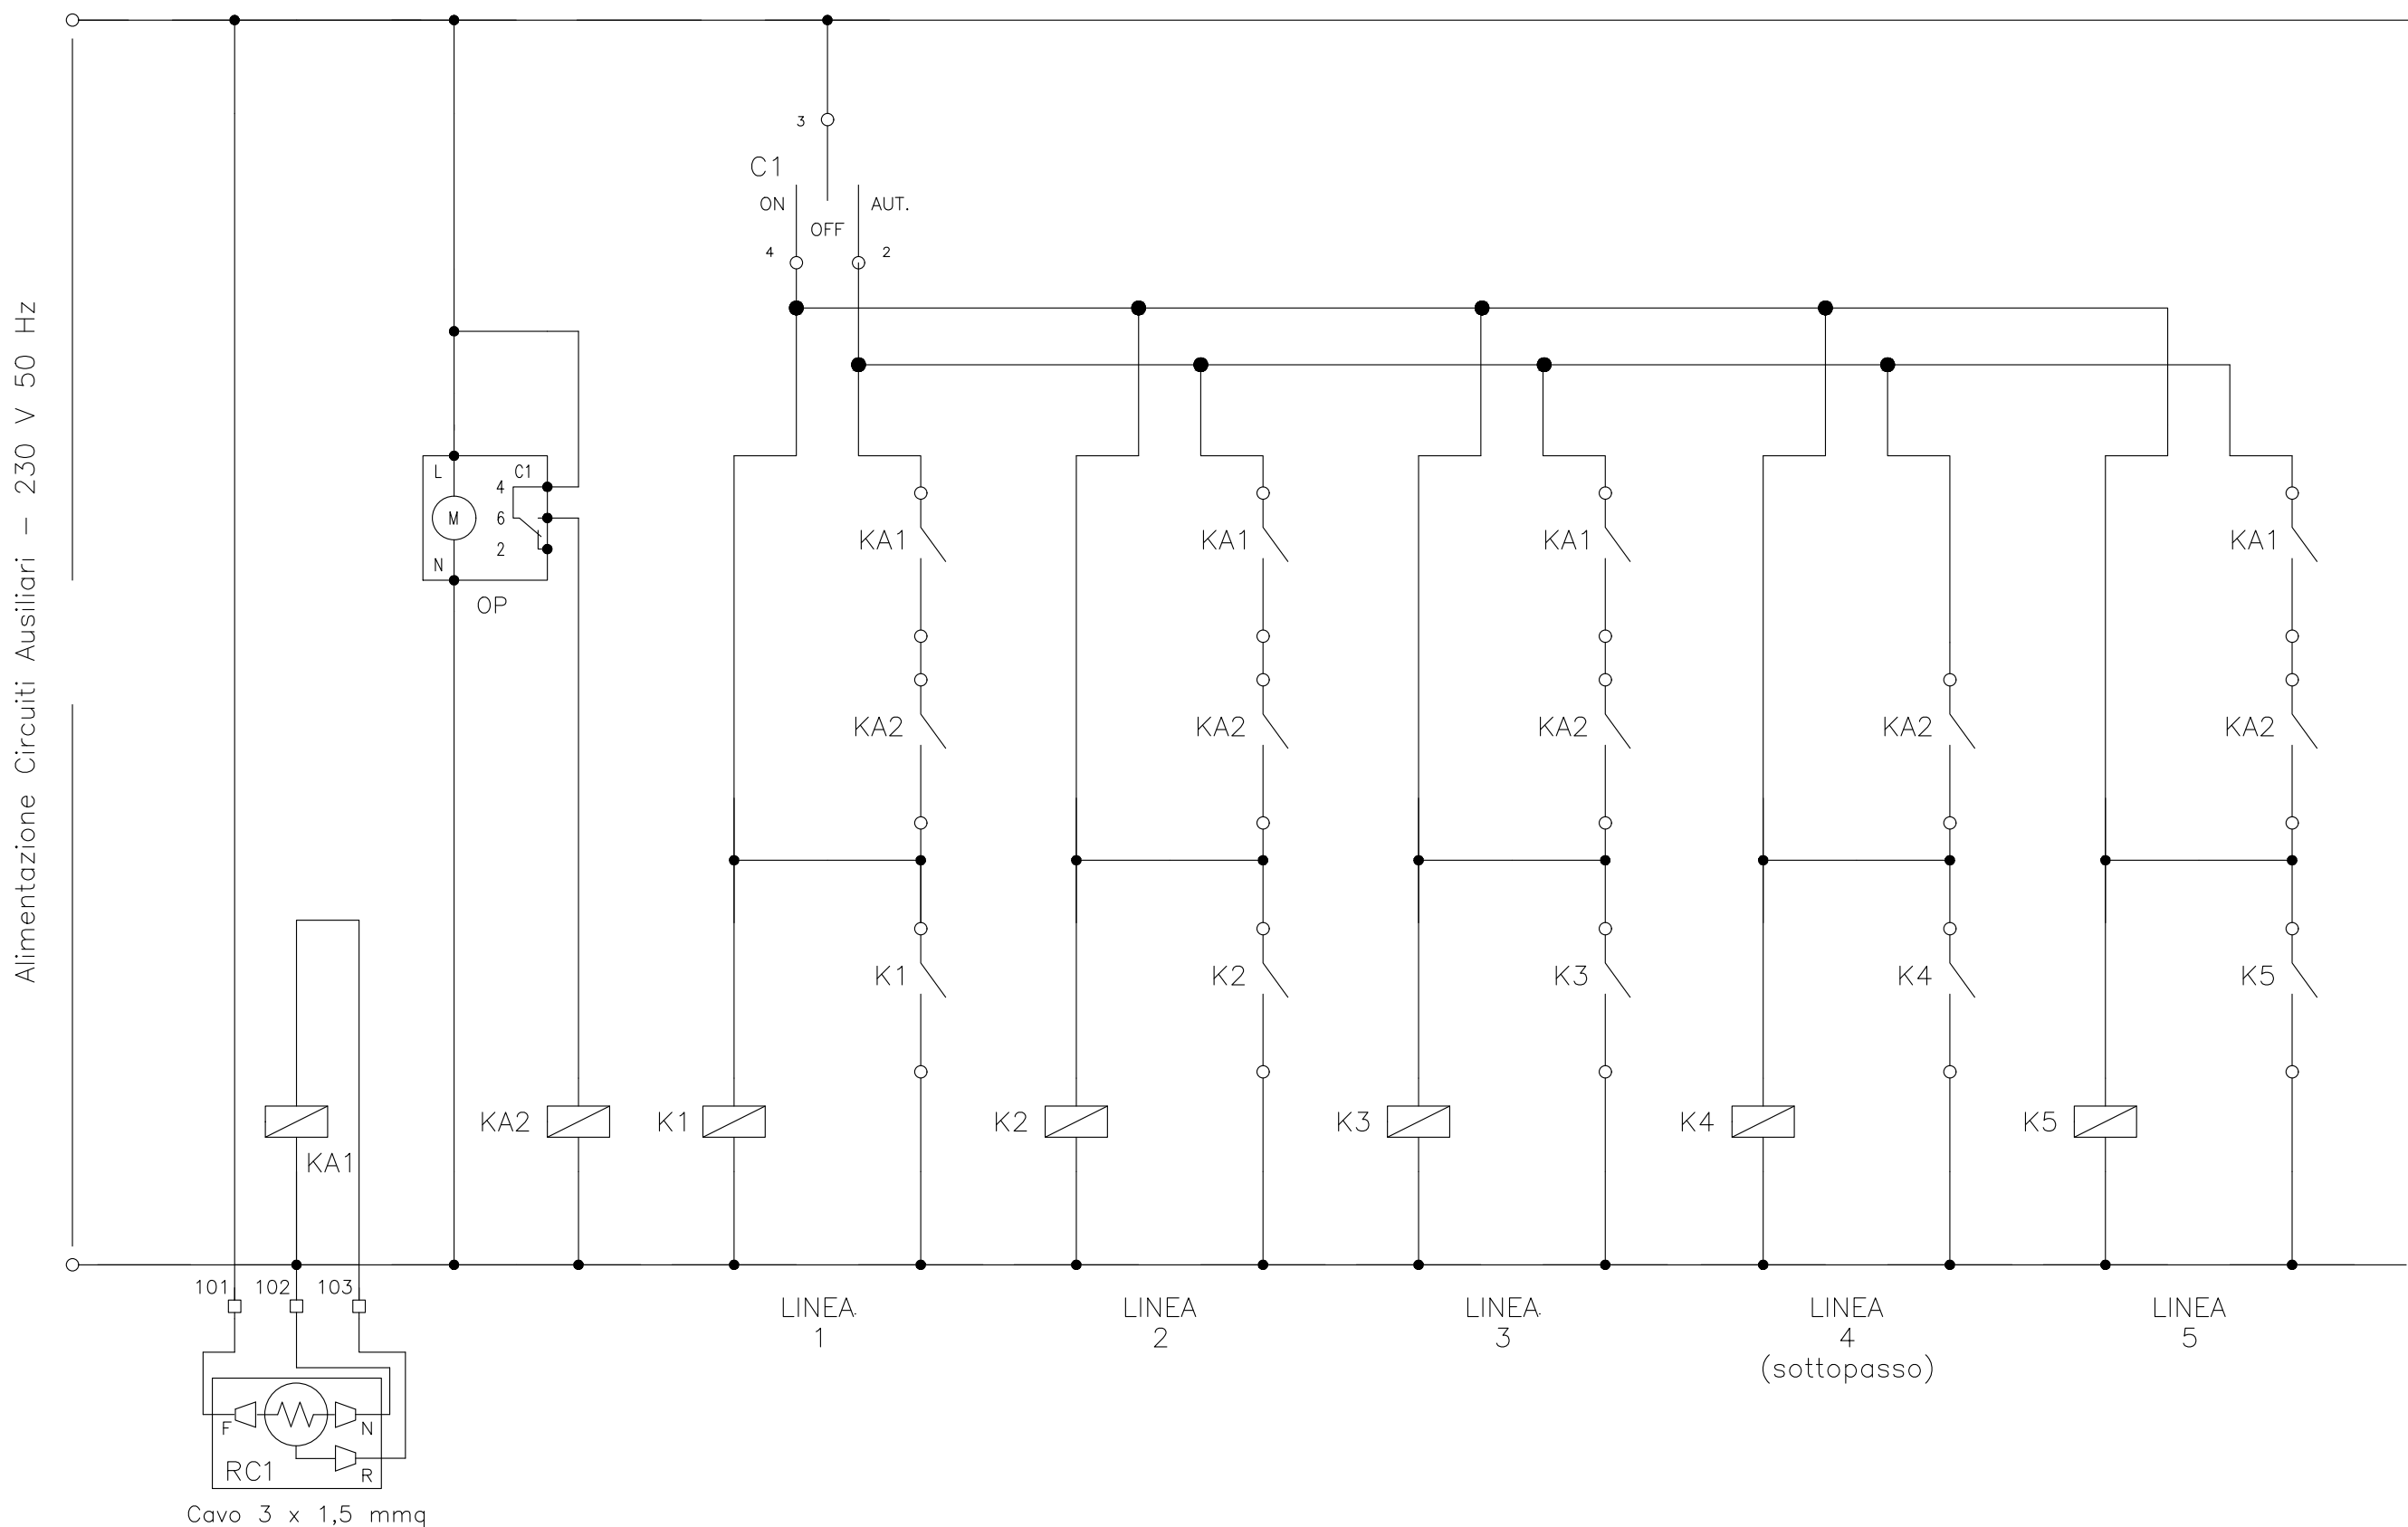 Alimentazione Circuiti Ausiliari - 230 V 50 Hz
3
C1
ON
AUT.
OFF
4
2
L
C1
4
M
6
2
N
OP
KA1
KA1
KA1
KA1
KA2
KA2
KA2
KA2
KA2
K1
K2
K3
K4
K5
KA2
K1
K2
K3
K4
K5
KA1
101
102
103
LINEA
1
LINEA
2
LINEA
3
LINEA
4
(sottopasso)
LINEA
5
F
N
RC1
R
Cavo 3 x 1,5 mmq